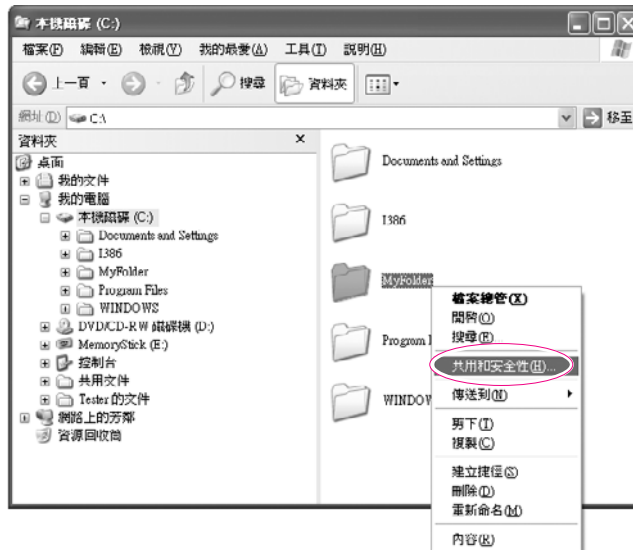 本機磁碟 (C:)
檔案(F) 編輯(E) 檢視(V) 我的最愛(A) 工具(T) 說明(H)
上一頁 搜尋 資料夾
網址(D) C:\ 移至
資料夾 ×
桌面
我的文件
我的電腦
本機磁碟 (C:)
Documents and Settings
I386
MyFolder
Program Files
WINDOWS
DVD/CD-RW 磁碟機 (D:)
MemoryStick (E:)
控制台
共用文件
Tester 的文件
網路上的芳鄰
資源回收筒
Documents and Settings
I386
MyFolder
Program
WINDOW
檔案總管(X)
開啟(O)
搜尋(E)...
共用和安全性(H)...
傳送到(N)
剪下(T)
複製(C)
建立捷徑(S)
刪除(D)
重新命名(M)
內容(R)